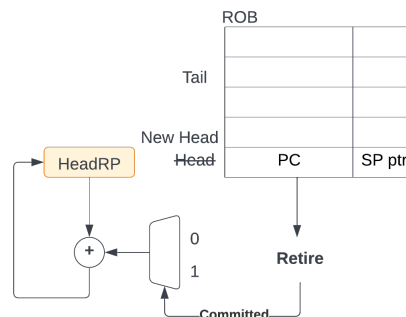 ROB
Tail
New Head
Head
PC
SP ptr
HeadRP
+
0
1
Retire
Committed